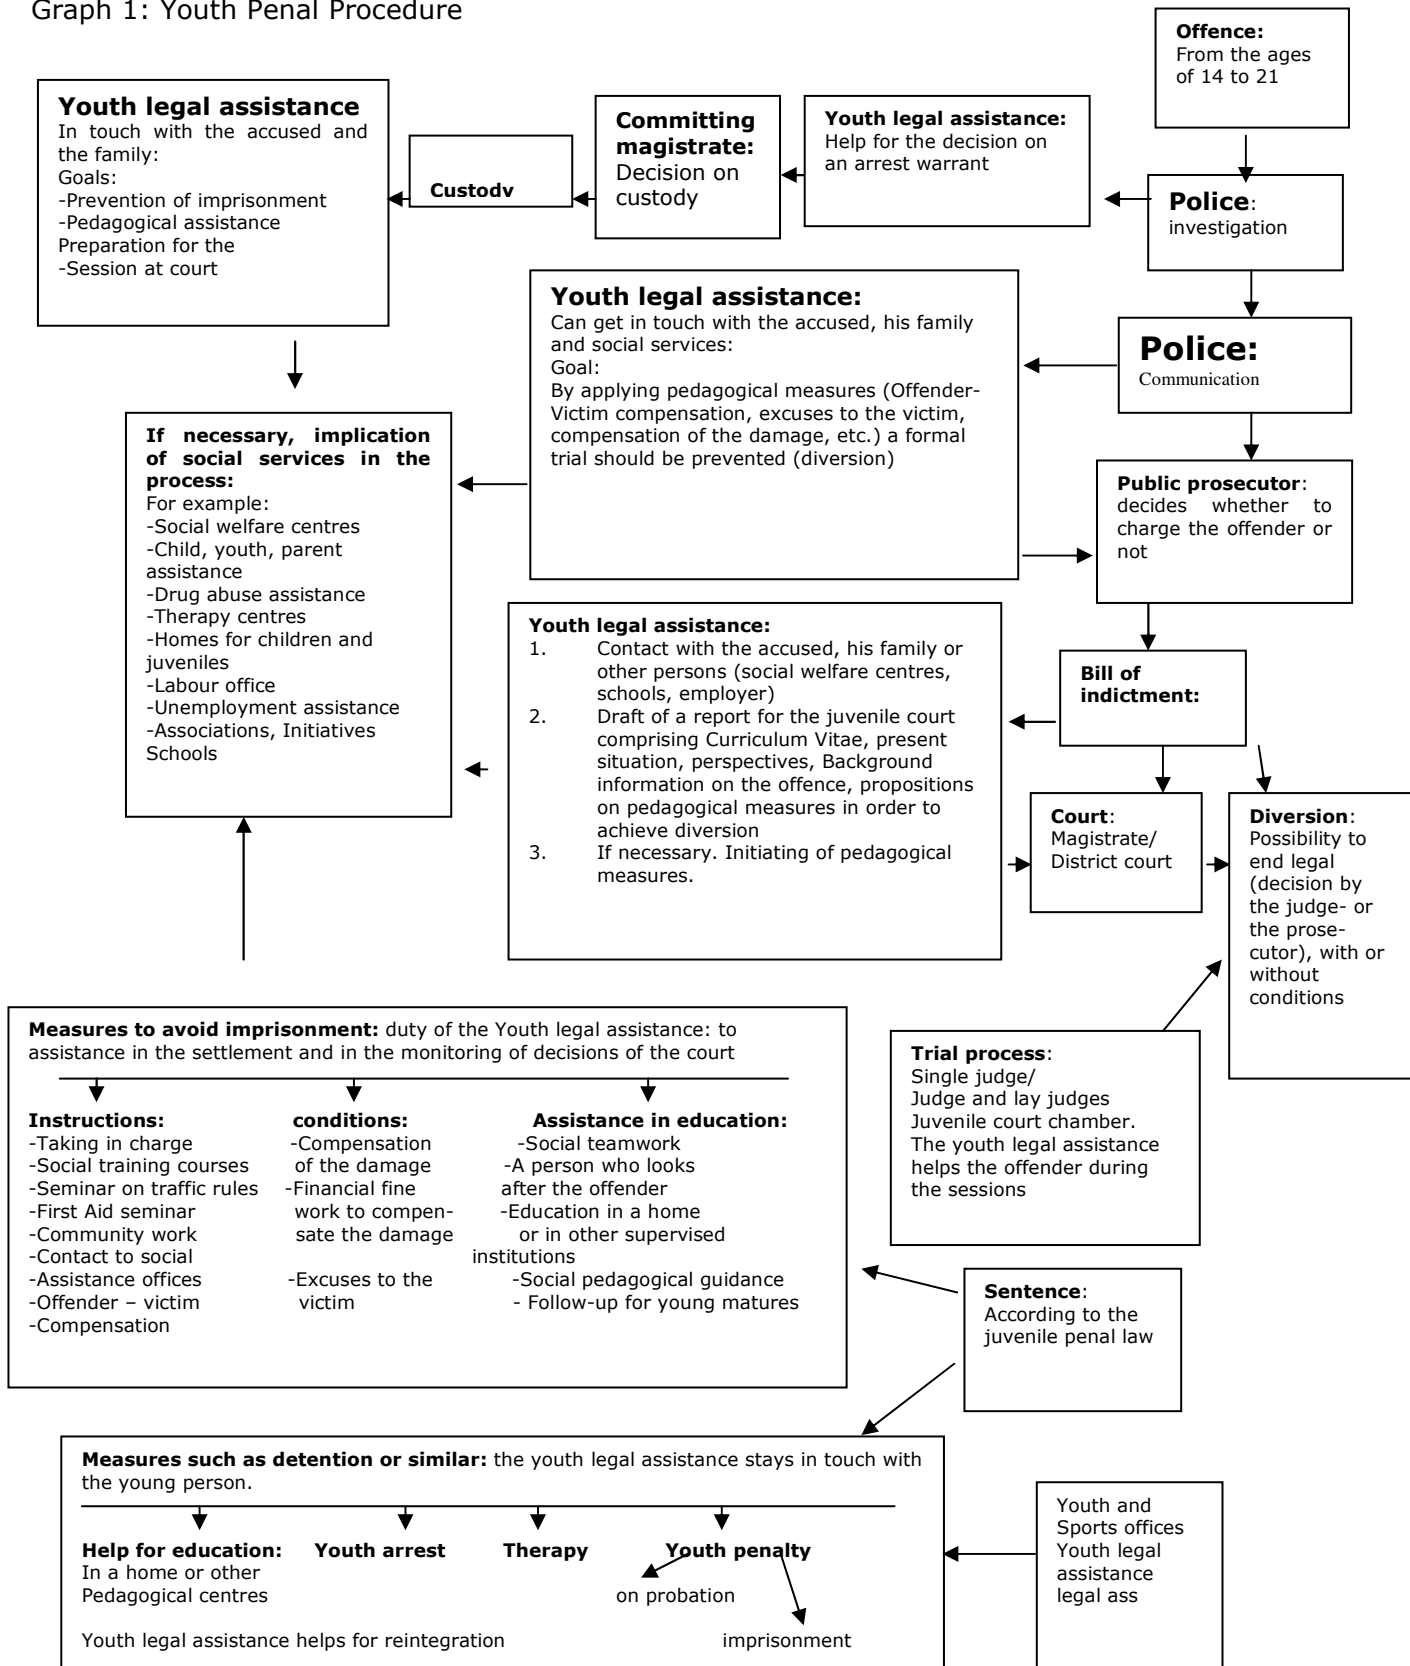 Graph 1: Youth Penal Procedure
Offence:
From the ages
of 14 to 21
Youth legal assistance
In touch with the accused and
the family:
Goals:
-Prevention of imprisonment
-Pedagogical assistance
Preparation for the
-Session at court
Custody
Committing
magistrate:
Decision on
custody
Youth legal assistance:
Help for the decision on
an arrest warrant
Police:
investigation
Youth legal assistance:
Can get in touch with the accused, his family
and social services:
Goal:
By applying pedagogical measures (Offender-
Victim compensation, excuses to the victim,
compensation of the damage, etc.) a formal
trial should be prevented (diversion)
Police:
Communication
If necessary, implication
of social services in the
process:
For example:
-Social welfare centres
-Child, youth, parent
assistance
-Drug abuse assistance
-Therapy centres
-Homes for children and
juveniles
-Labour office
-Unemployment assistance
-Associations, Initiatives
Schools
Public prosecutor:
decides whether to
charge the offender or
not
Youth legal assistance:
1. Contact with the accused, his family or
other persons (social welfare centres,
schools, employer)
2. Draft of a report for the juvenile court
comprising Curriculum Vitae, present
situation, perspectives, Background
information on the offence, propositions
on pedagogical measures in order to
achieve diversion
3. If necessary. Initiating of pedagogical
measures.
Bill of
indictment:
Court:
Magistrate/
District court
Diversion:
Possibility to
end legal
(decision by
the judge- or
the prose-
cutor), with or
without
conditions
Measures to avoid imprisonment: duty of the Youth legal assistance: to
assistance in the settlement and in the monitoring of decisions of the court
Instructions:
-Taking in charge
-Social training courses
-Seminar on traffic rules
-First Aid seminar
-Community work
-Contact to social
-Assistance offices
-Offender – victim
-Compensation
conditions:
-Compensation
of the damage
-Financial fine
work to compen-
sate the damage
-Excuses to the
victim
Assistance in education:
-Social teamwork
-A person who looks
after the offender
-Education in a home
or in other supervised
institutions
-Social pedagogical guidance
- Follow-up for young matures
Trial process:
Single judge/
Judge and lay judges
Juvenile court chamber.
The youth legal assistance
helps the offender during
the sessions
Sentence:
According to the
juvenile penal law
Measures such as detention or similar: the youth legal assistance stays in touch with
the young person.
Help for education:
In a home or other
Pedagogical centres
Youth arrest
Therapy
Youth penalty
on probation
imprisonment
Youth legal assistance helps for reintegration
Youth and
Sports offices
Youth legal
assistance
legal ass